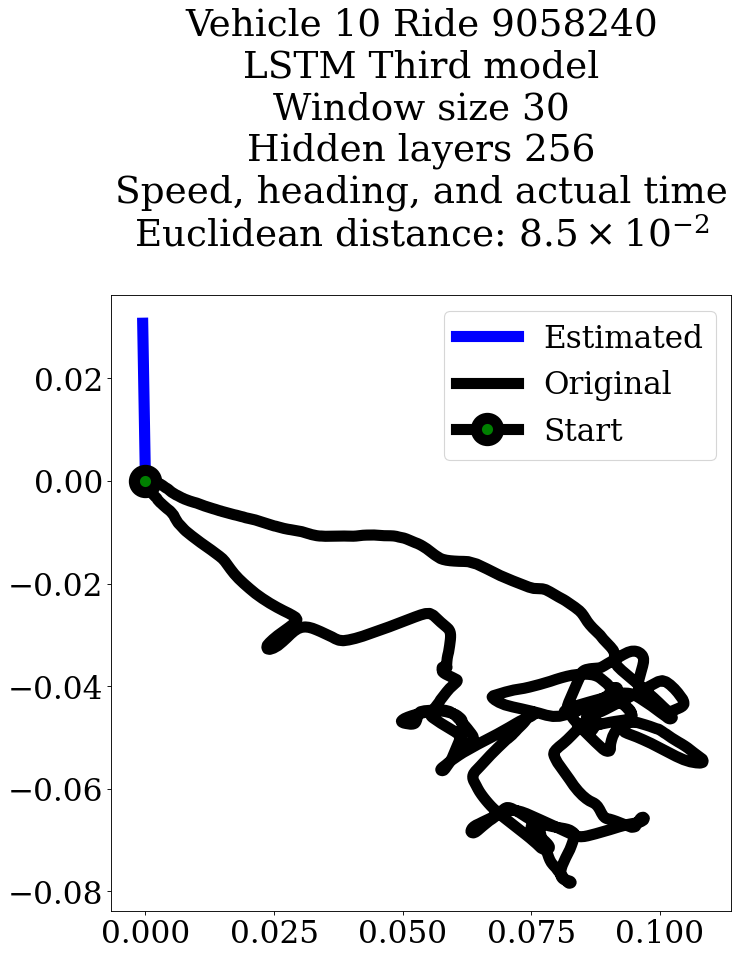 Vehicle 10 Ride 9058240
LSTM Third model
Window size 30
Hidden layers 256
Speed, heading, and actual time
Euclidean distance: 8.5 × 10⁻²
Estimated
Original
Start
0.02
0.00
−0.02
−0.04
−0.06
−0.08
0.000 0.025 0.050 0.075 0.100